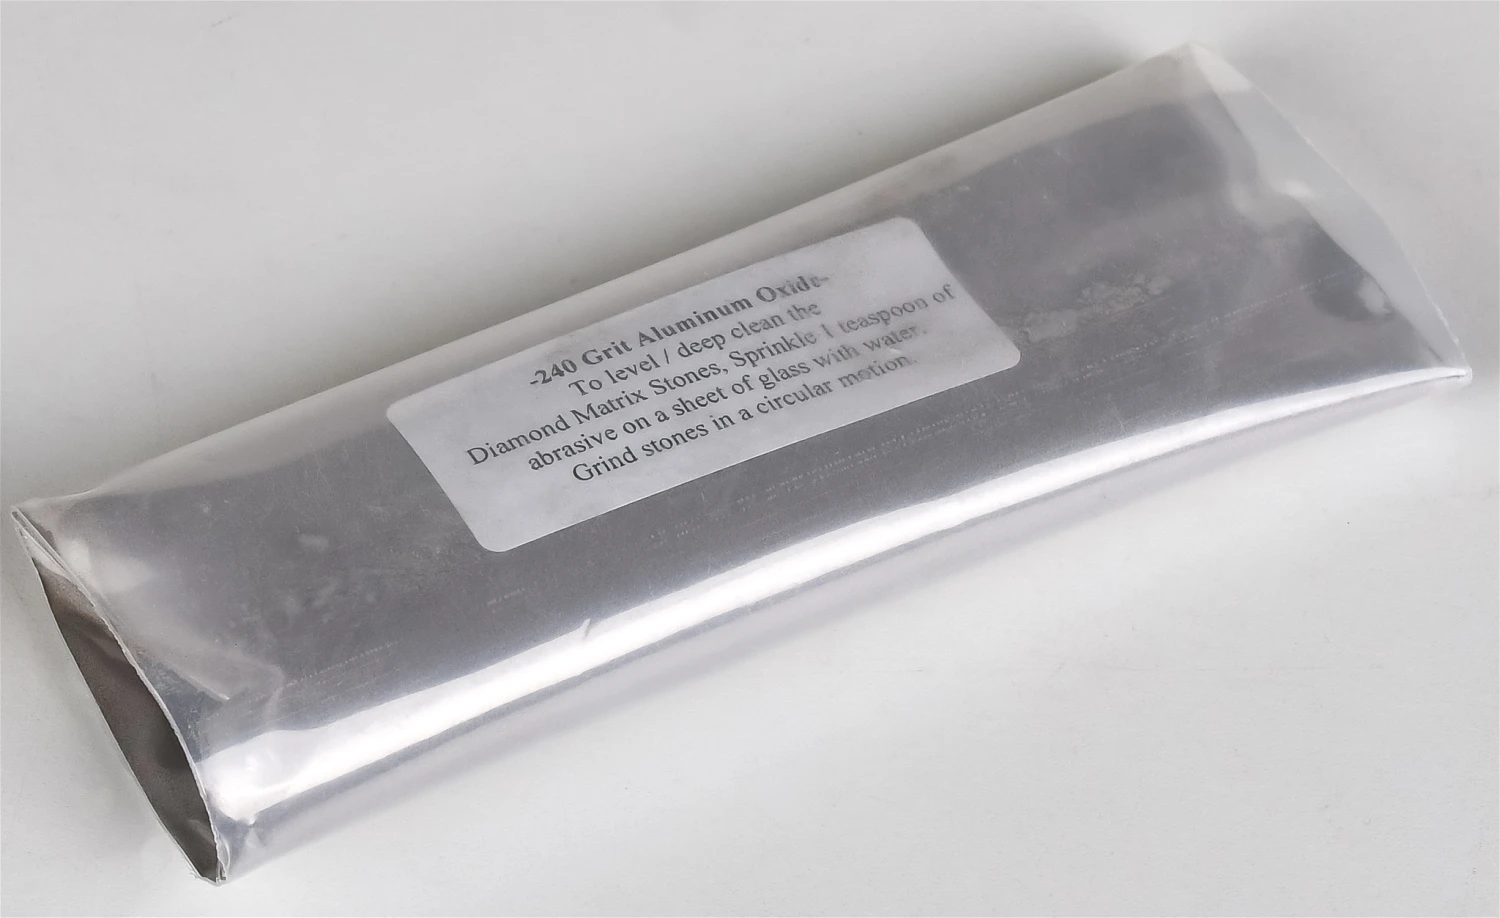 -240 Grit Aluminum Oxide-
To level / deep clean the
Diamond Matrix Stones, Sprinkle 1 teaspoon of
abrasive on a sheet of glass with water.
Grind stones in a circular motion.